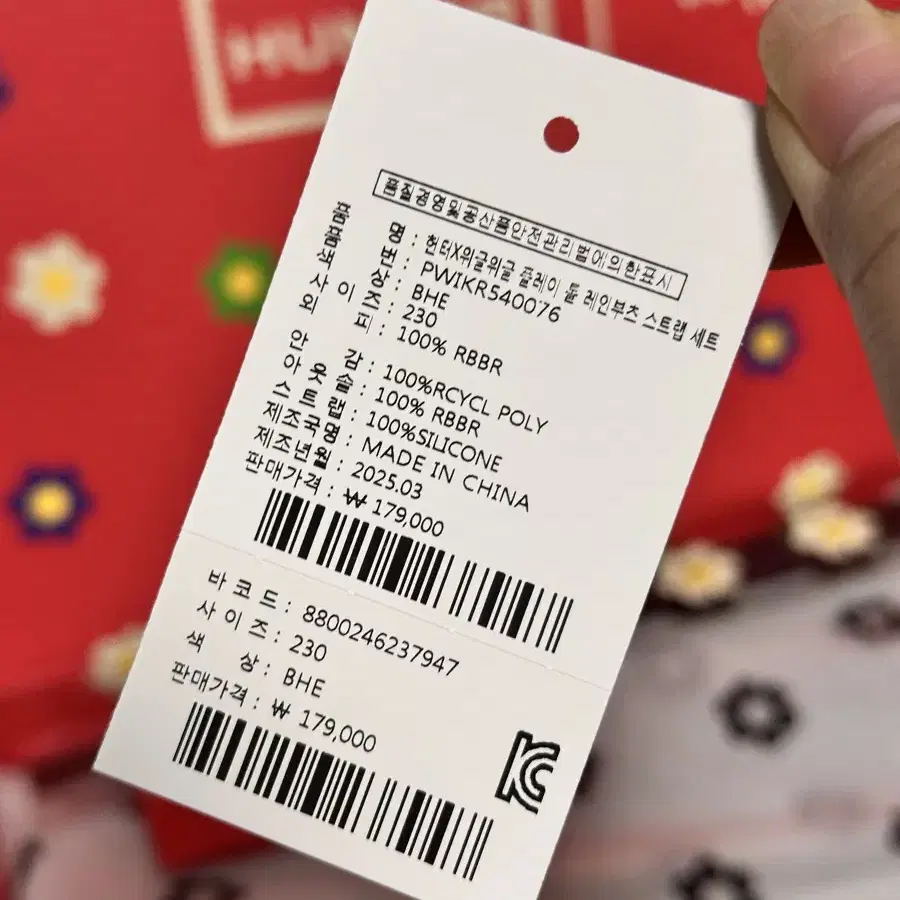 HUN
품질경영및공산품안전관리법에의한표시
제품명 : 헌터X위글위글 플레이 톨 레인부츠 스트랩 세트
제품번 : PWIKR540076
색상 : BHE
사이즈 : 230
외피 : 100% RBBR
안감 : 100%RCYCL POLY
아웃솔 : 100% RBBR
스트랩 : 100%SILICONE
제조국명 : MADE IN CHINA
제조년월 : 2025.03
판매가격 : ₩ 179,000
바코드 : 8800246237947
사이즈 : 230
색상 : BHE
판매가격 : ₩ 179,000
KC